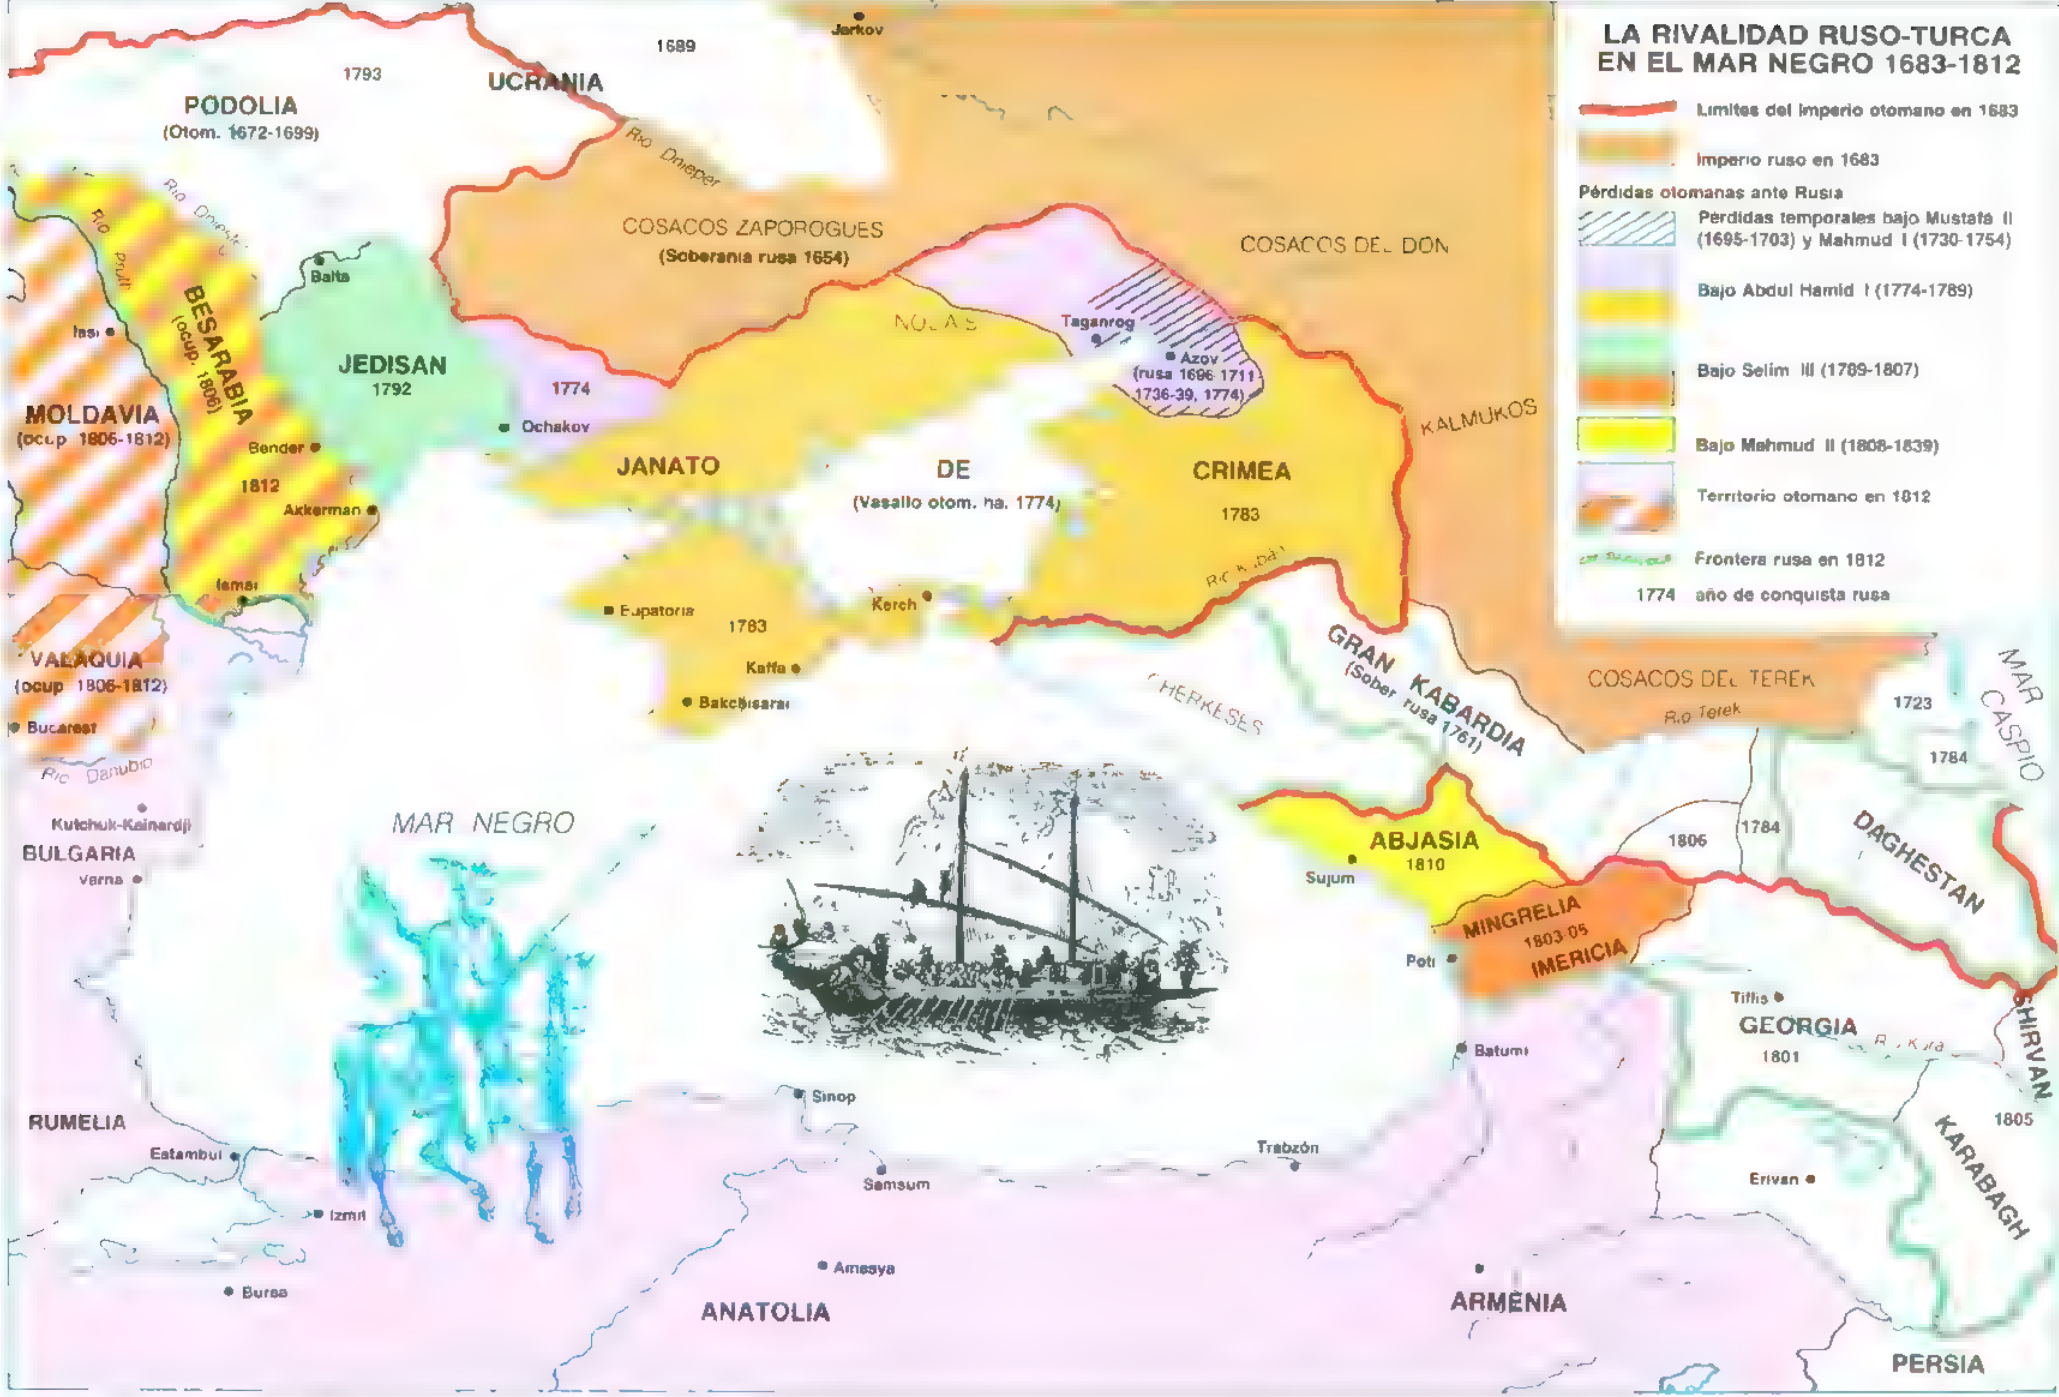 LA RIVALIDAD RUSO-TURCA
EN EL MAR NEGRO 1683-1812
Límites del Imperio otomano en 1683
Imperio ruso en 1683
Pérdidas otomanas ante Rusia
Pérdidas temporales bajo Mustafá II
(1695-1703) y Mahmud I (1730-1754)
Bajo Abdul Hamid I (1774-1789)
Bajo Selim III (1789-1807)
Bajo Mahmud II (1808-1839)
Territorio otomano en 1812
Frontera rusa en 1812
1774 año de conquista rusa
Jarkov
1689
1793
UCRANIA
PODOLIA
(Otom. 1672-1699)
Río Dnieper
Río
Río Pruth
COSACOS ZAPOROGUES
(Soberanía rusa 1654)
COSACOS DEL DON
Balta
BESARABIA
(ocup. 1806)
Iasi
JEDISAN
1792
1774
Taganrog
Azov
(rusa 1696-1711
1736-39, 1774)
KALMUKOS
MOLDAVIA
(ocup 1806-1812)
Ochakov
Bender
1812
Akkerman
JANATO
DE
CRIMEA
(Vasallo otom. ha. 1774)
1783
Ismai
Eupatoria
1783
Kerch
Kaffa
Bakchisarai
VALAQUIA
(ocup 1806-1812)
Bucarest
Río Danubio
GRAN KABARDIA
(Sober rusa 1761)
COSACOS DEL TEREK
Río Terek
1723
1784
MAR
CASPIO
Kutchuk-Kainardji
BULGARIA
Varna
MAR NEGRO
ABJASIA
1810
Sujum
1806
1784
DAGHESTAN
MINGRELIA
1803-05
IMERICIA
Poti
Tiflis
GEORGIA
1801
SHIRVAN
1805
Batumi
KARABAGH
Sinop
RUMELIA
Estambul
Trabzón
Samsum
Erivan
Izmit
Amasya
Bursa
ANATOLIA
ARMENIA
PERSIA